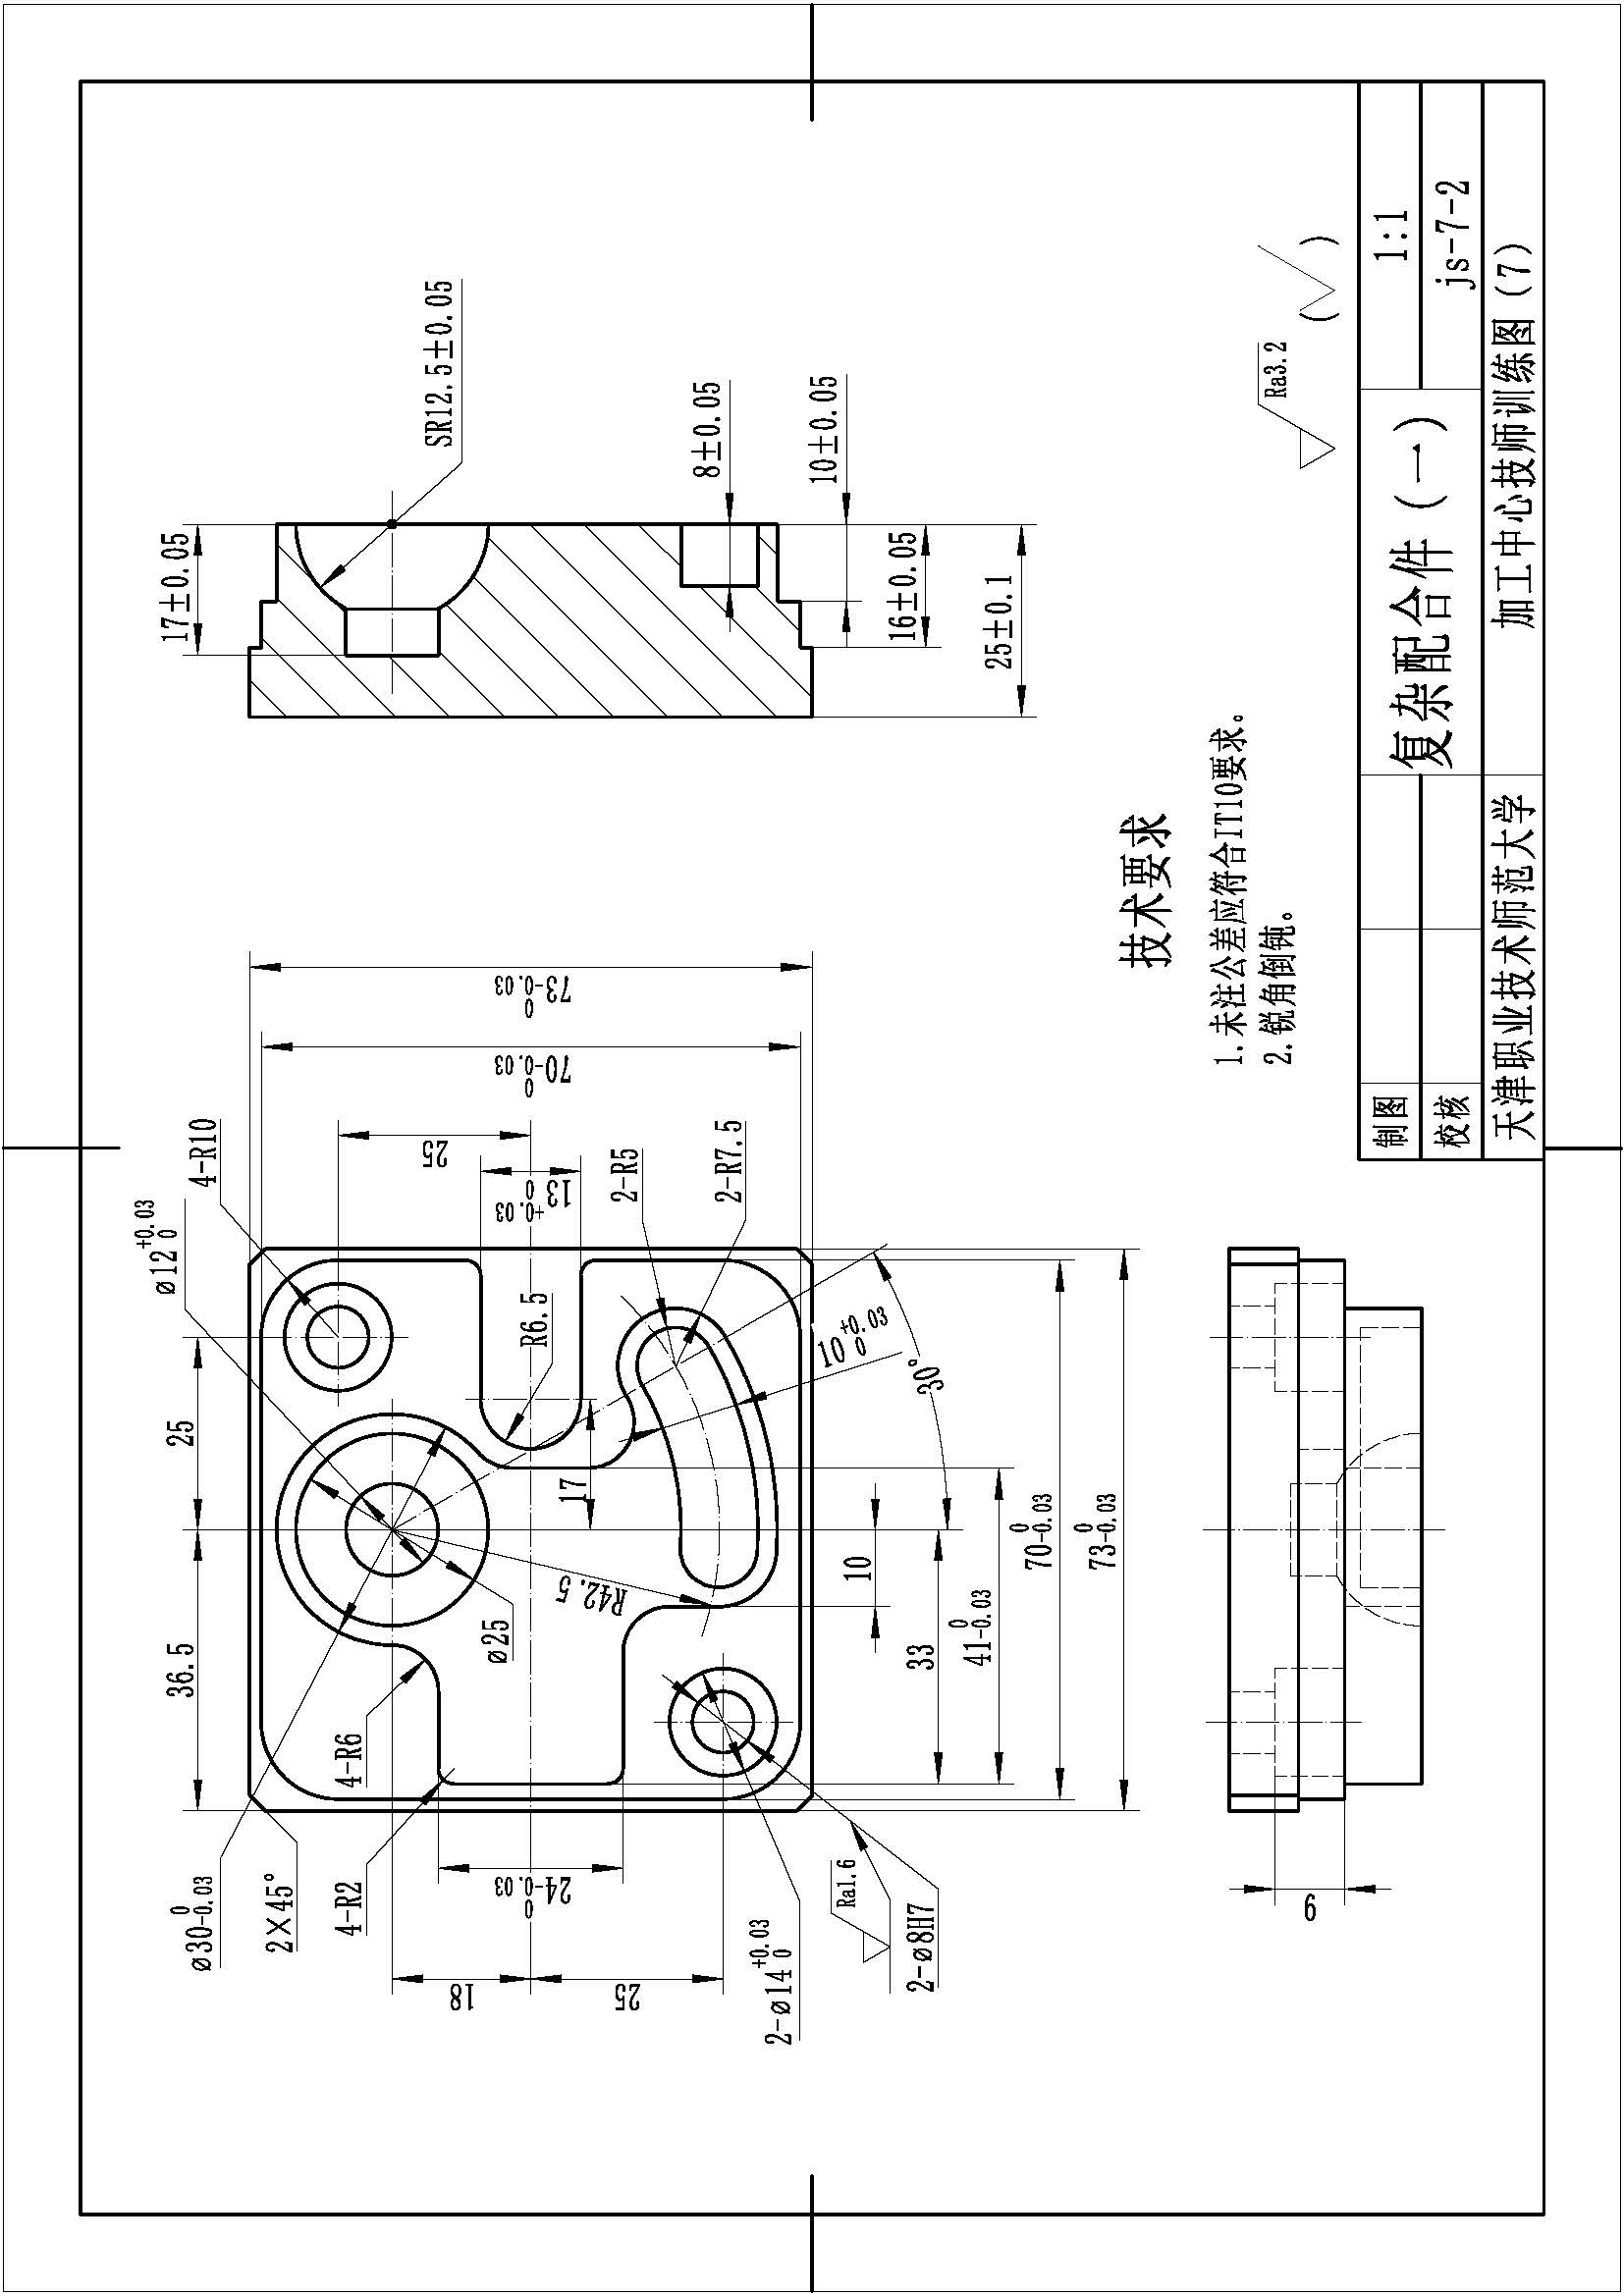 ø30 0 -0.03
36.5
25
ø12 +0.03 0
4-R10
2×45°
4-R2
4-R6
ø25
R42.5
17
R6.5
13 +0.03 0
25
70 0 -0.03
73 0 -0.03
2-R5
2-R7.5
10 +0.03 0
30°
10
33
41 0 -0.03
70 0 -0.03
73 0 -0.03
24 0 -0.03
18
25
2-ø14 +0.03 0
2-ø8H7
Ra1.6
17±0.05
SR12.5±0.05
8±0.05
10±0.05
16±0.05
25±0.1
9
技术要求
1.未注公差应符合IT10要求。
2.锐角倒钝。
Ra3.2
( )
制图
复杂配合件（一）
1:1
校核
js-7-2
天津职业技术师范大学
加工中心技师训练图（7）